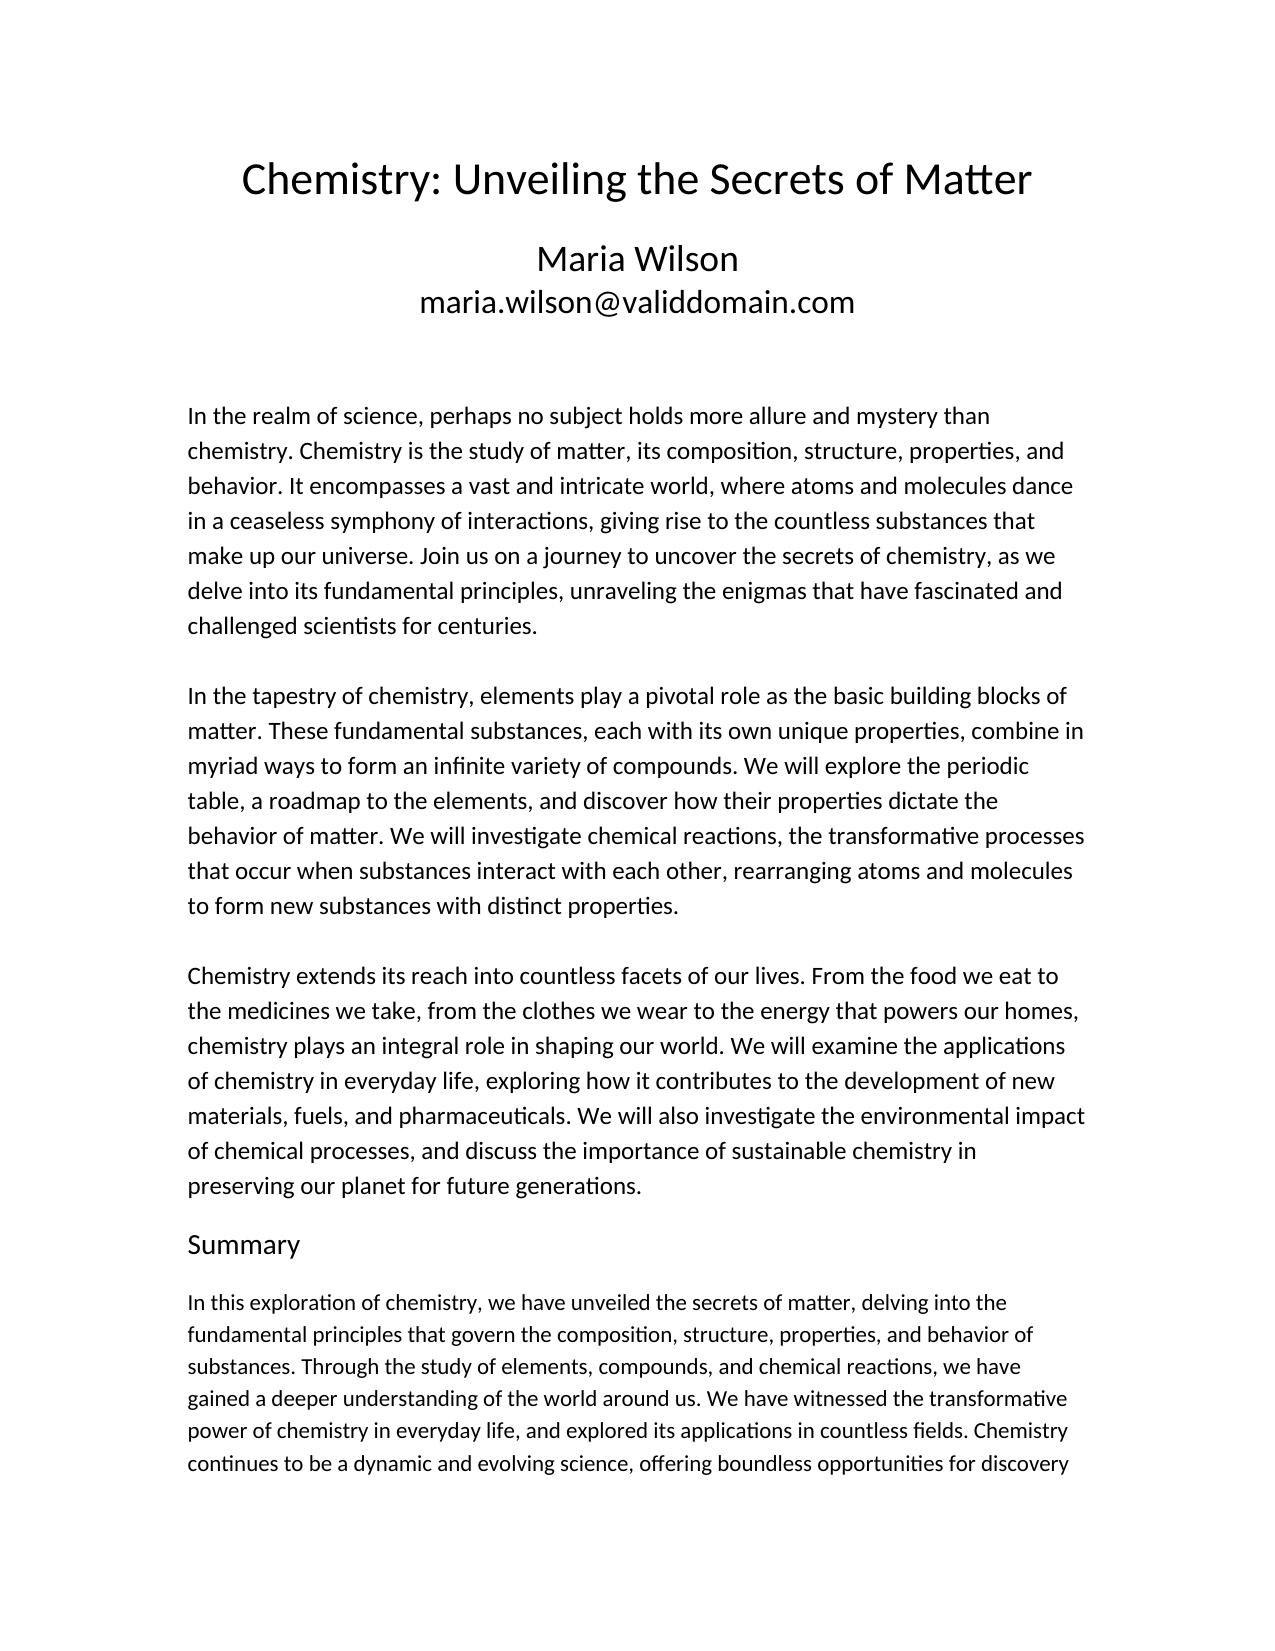 Chemistry: Unveiling the Secrets of Matter
Maria Wilson
maria.wilson@validdomain.com
In the realm of science, perhaps no subject holds more allure and mystery than
chemistry. Chemistry is the study of matter, its composition, structure, properties, and
behavior. It encompasses a vast and intricate world, where atoms and molecules dance
in a ceaseless symphony of interactions, giving rise to the countless substances that
make up our universe. Join us on a journey to uncover the secrets of chemistry, as we
delve into its fundamental principles, unraveling the enigmas that have fascinated and
challenged scientists for centuries.
In the tapestry of chemistry, elements play a pivotal role as the basic building blocks of
matter. These fundamental substances, each with its own unique properties, combine in
myriad ways to form an infinite variety of compounds. We will explore the periodic
table, a roadmap to the elements, and discover how their properties dictate the
behavior of matter. We will investigate chemical reactions, the transformative processes
that occur when substances interact with each other, rearranging atoms and molecules
to form new substances with distinct properties.
Chemistry extends its reach into countless facets of our lives. From the food we eat to
the medicines we take, from the clothes we wear to the energy that powers our homes,
chemistry plays an integral role in shaping our world. We will examine the applications
of chemistry in everyday life, exploring how it contributes to the development of new
materials, fuels, and pharmaceuticals. We will also investigate the environmental impact
of chemical processes, and discuss the importance of sustainable chemistry in
preserving our planet for future generations.
Summary
In this exploration of chemistry, we have unveiled the secrets of matter, delving into the
fundamental principles that govern the composition, structure, properties, and behavior of
substances. Through the study of elements, compounds, and chemical reactions, we have
gained a deeper understanding of the world around us. We have witnessed the transformative
power of chemistry in everyday life, and explored its applications in countless fields. Chemistry
continues to be a dynamic and evolving science, offering boundless opportunities for discovery